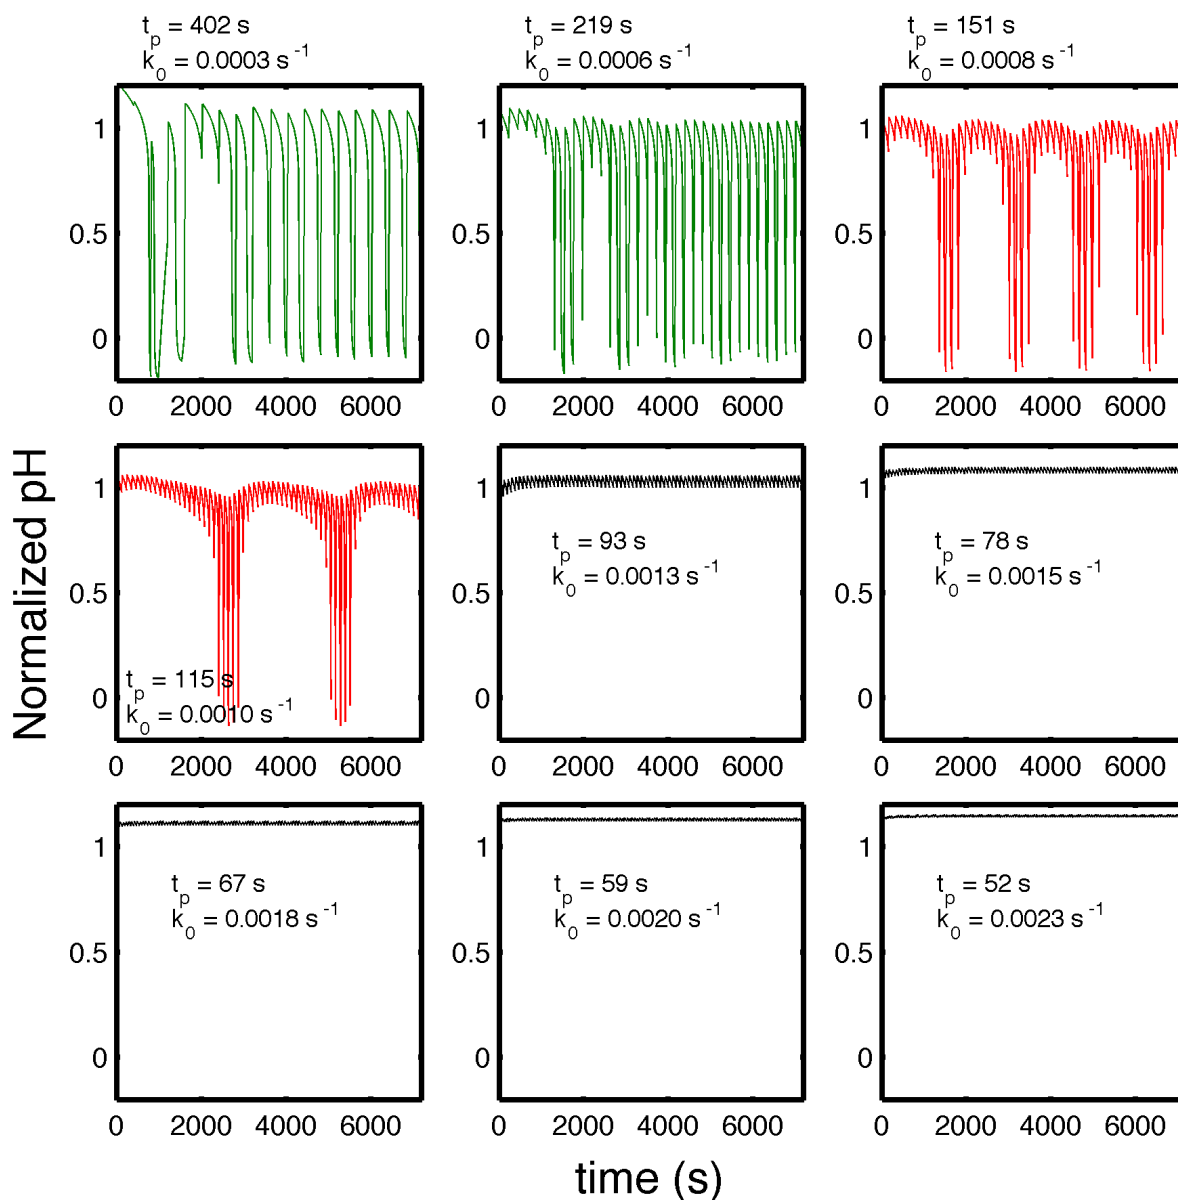 t_p = 402 s
k_0 = 0.0003 s^-1
t_p = 219 s
k_0 = 0.0006 s^-1
t_p = 151 s
k_0 = 0.0008 s^-1
1
0.5
0
0 2000 4000 6000
1
0.5
0
0 2000 4000 6000
1
0.5
0
0 2000 4000 6000
Normalized pH
1
0.5
0
t_p = 115 s
k_0 = 0.0010 s^-1
0 2000 4000 6000
1
0.5
0
t_p = 93 s
k_0 = 0.0013 s^-1
0 2000 4000 6000
1
0.5
0
t_p = 78 s
k_0 = 0.0015 s^-1
0 2000 4000 6000
1
0.5
0
t_p = 67 s
k_0 = 0.0018 s^-1
0 2000 4000 6000
1
0.5
0
t_p = 59 s
k_0 = 0.0020 s^-1
0 2000 4000 6000
1
0.5
0
t_p = 52 s
k_0 = 0.0023 s^-1
0 2000 4000 6000
time (s)